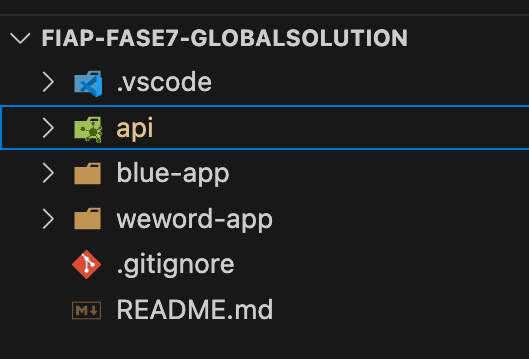 FIAP-FASE7-GLOBALSOLUTION
.vscode
api
blue-app
weword-app
.gitignore
M README.md